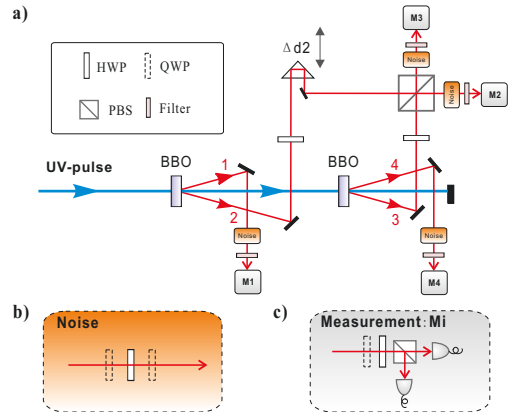 a)
Δ d2
M3
Noise
HWP
QWP
PBS
Filter
Noise
M2
UV-pulse
BBO
1
2
BBO
4
3
Noise
M1
Noise
M4
b)
Noise
c)
Measurement: Mi